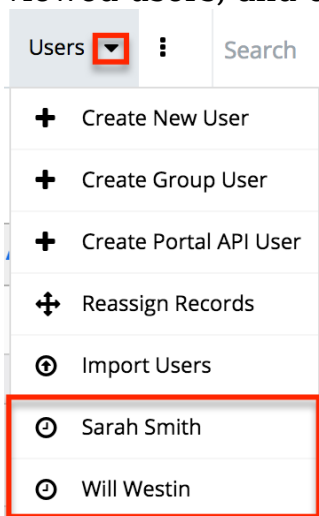 Users Search
Create New User
Create Group User
Create Portal API User
Reassign Records
Import Users
Sarah Smith
Will Westin